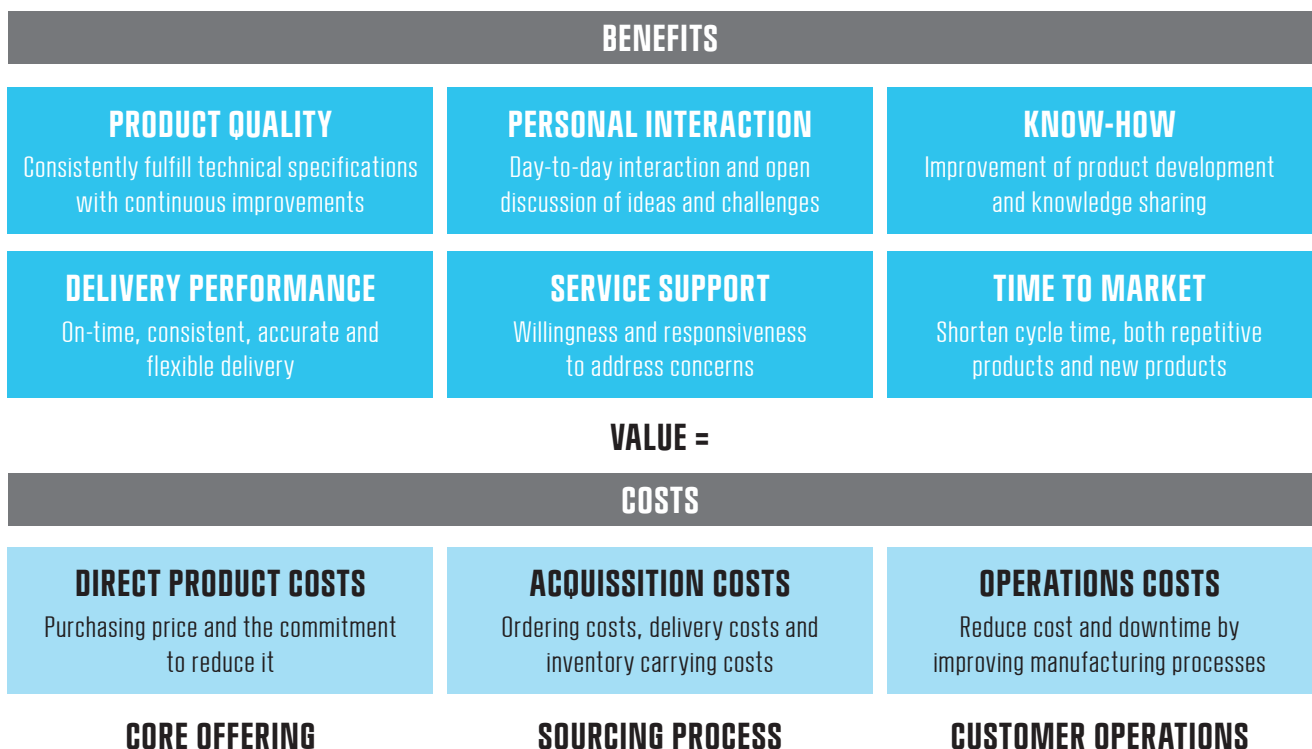 BENEFITS
PRODUCT QUALITY
Consistently fulfill technical specifications
with continuous improvements
PERSONAL INTERACTION
Day-to-day interaction and open
discussion of ideas and challenges
KNOW-HOW
Improvement of product development
and knowledge sharing
DELIVERY PERFORMANCE
On-time, consistent, accurate and
flexible delivery
SERVICE SUPPORT
Willingness and responsiveness
to address concerns
TIME TO MARKET
Shorten cycle time, both repetitive
products and new products
VALUE =
COSTS
DIRECT PRODUCT COSTS
Purchasing price and the commitment
to reduce it
ACQUISSITION COSTS
Ordering costs, delivery costs and
inventory carrying costs
OPERATIONS COSTS
Reduce cost and downtime by
improving manufacturing processes
CORE OFFERING
SOURCING PROCESS
CUSTOMER OPERATIONS